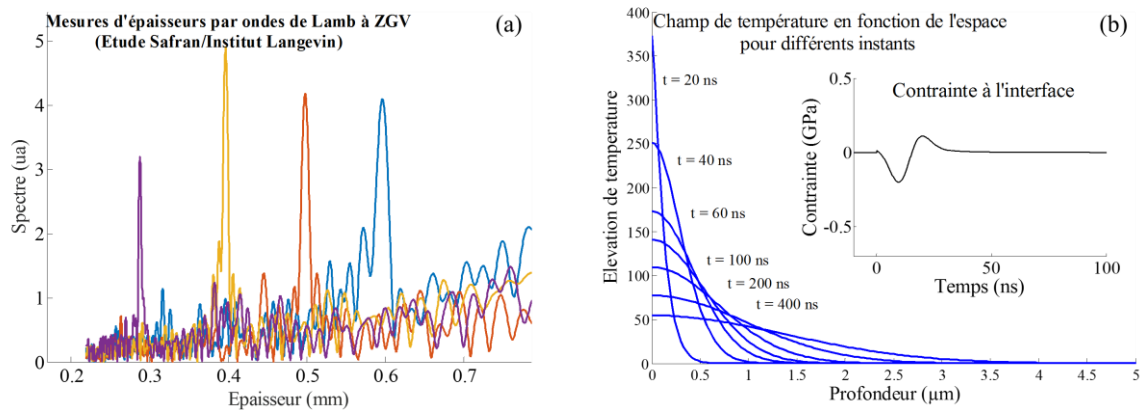 Mesures d'épaisseurs par ondes de Lamb à ZGV
(Etude Safran/Institut Langevin)
(a)
5
4
3
2
1
0
Spectre (ua)
0.2 0.3 0.4 0.5 0.6 0.7
Epaisseur (mm)
Champ de température en fonction de l'espace
pour différents instants
(b)
400
350
300
250
200
150
100
50
0
Elevation de temperature
t = 20 ns
t = 40 ns
t = 60 ns
t = 100 ns
t = 200 ns
t = 400 ns
Contrainte à l'interface
0.5
0
-0.5
Contrainte (GPa)
0 50 100
Temps (ns)
0 0.5 1 1.5 2 2.5 3 3.5 4 4.5 5
Profondeur (µm)